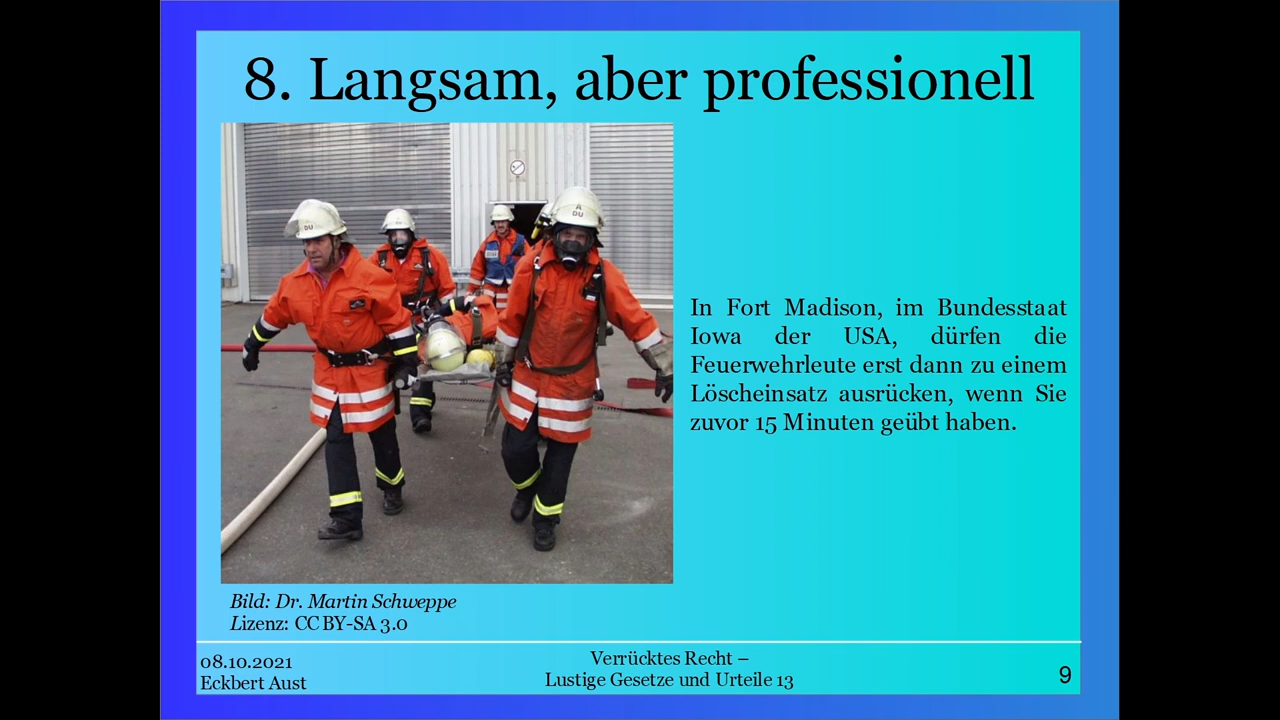 8. Langsam, aber professionell
DU
A
DU
In Fort Madison, im Bundesstaat
Iowa der USA, dürfen die
Feuerwehrleute erst dann zu einem
Löscheinsatz ausrücken, wenn Sie
zuvor 15 Minuten geübt haben.
Bild: Dr. Martin Schweppe
Lizenz: CC BY-SA 3.0
08.10.2021
Eckbert Aust
Verrücktes Recht –
Lustige Gesetze und Urteile 13
9